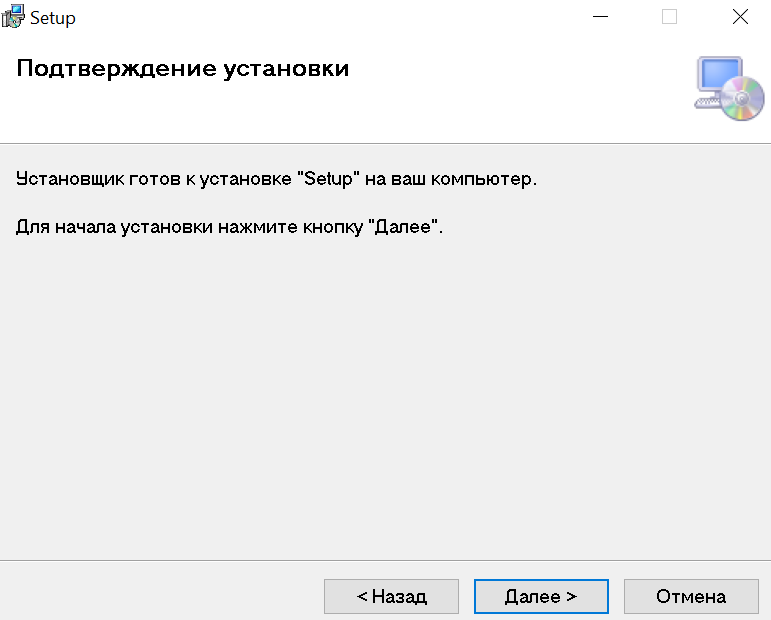 Setup
Подтверждение установки
Установщик готов к установке "Setup" на ваш компьютер.
Для начала установки нажмите кнопку "Далее".
< Назад
Далее >
Отмена